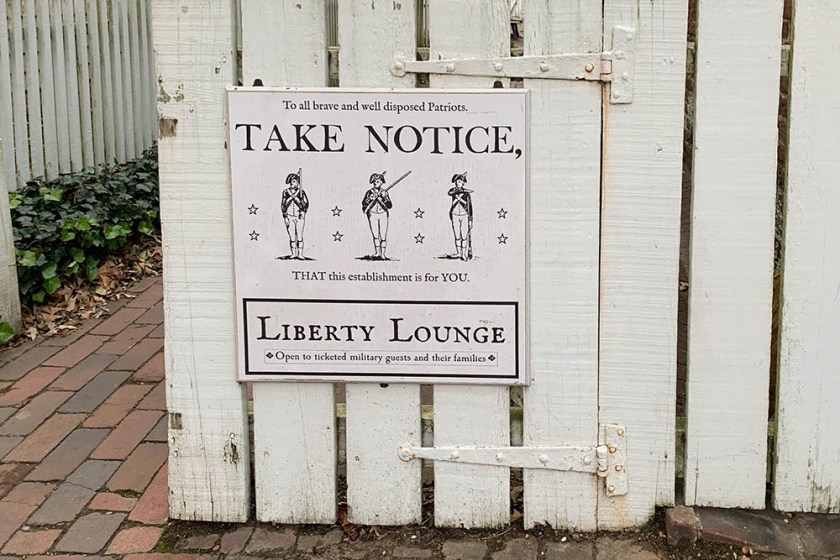 To all brave and well disposed Patriots.
TAKE NOTICE,
THAT this establishment is for YOU.
LIBERTY LOUNGE
Open to ticketed military guests and their families